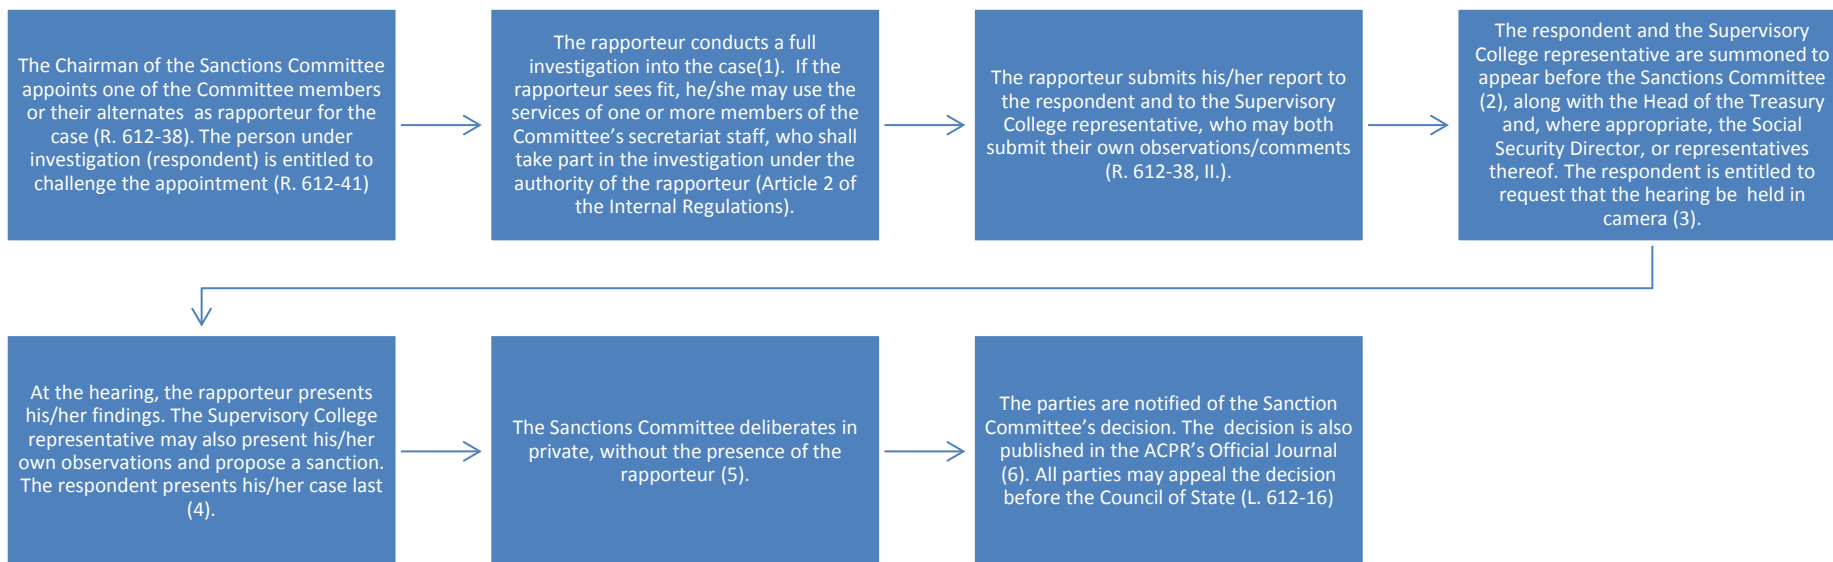 The Chairman of the Sanctions Committee
appoints one of the Committee members
or their alternates as rapporteur for the
case (R. 612-38). The person under
investigation (respondent) is entitled to
challenge the appointment (R. 612-41)
The rapporteur conducts a full
investigation into the case(1). If the
rapporteur sees fit, he/she may use the
services of one or more members of the
Committee's secretariat staff, who shall
take part in the investigation under the
authority of the rapporteur (Article 2 of
the Internal Regulations).
The rapporteur submits his/her report to
the respondent and to the Supervisory
College representative, who may both
submit their own observations/comments
(R. 612-38, II.).
The respondent and the Supervisory
College representative are summoned to
appear before the Sanctions Committee
(2), along with the Head of the Treasury
and, where appropriate, the Social
Security Director, or representatives
thereof. The respondent is entitled to
request that the hearing be held in
camera (3).
At the hearing, the rapporteur presents
his/her findings. The Supervisory College
representative may also present his/her
own observations and propose a sanction.
The respondent presents his/her case last
(4).
The Sanctions Committee deliberates in
private, without the presence of the
rapporteur (5).
The parties are notified of the Sanction
Committee's decision. The decision is also
published in the ACPR's Official Journal
(6). All parties may appeal the decision
before the Council of State (L. 612-16)